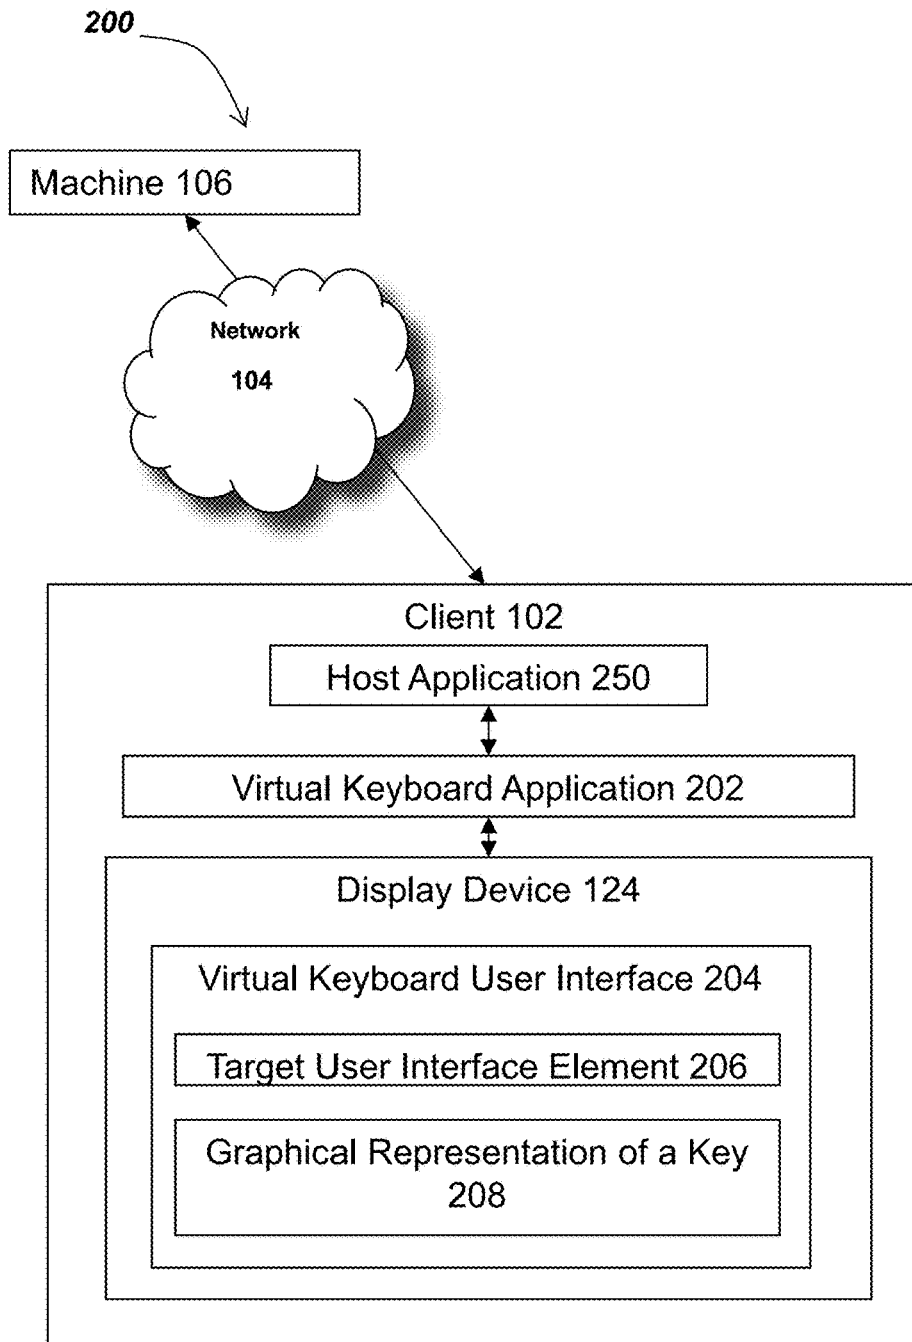 200
Machine 106
Network
104
Client 102
Host Application 250
Virtual Keyboard Application 202
Display Device 124
Virtual Keyboard User Interface 204
Target User Interface Element 206
Graphical Representation of a Key
208